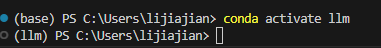 (base) PS C:\Users\lijiajian> conda activate llm
(llm) PS C:\Users\lijiajian>